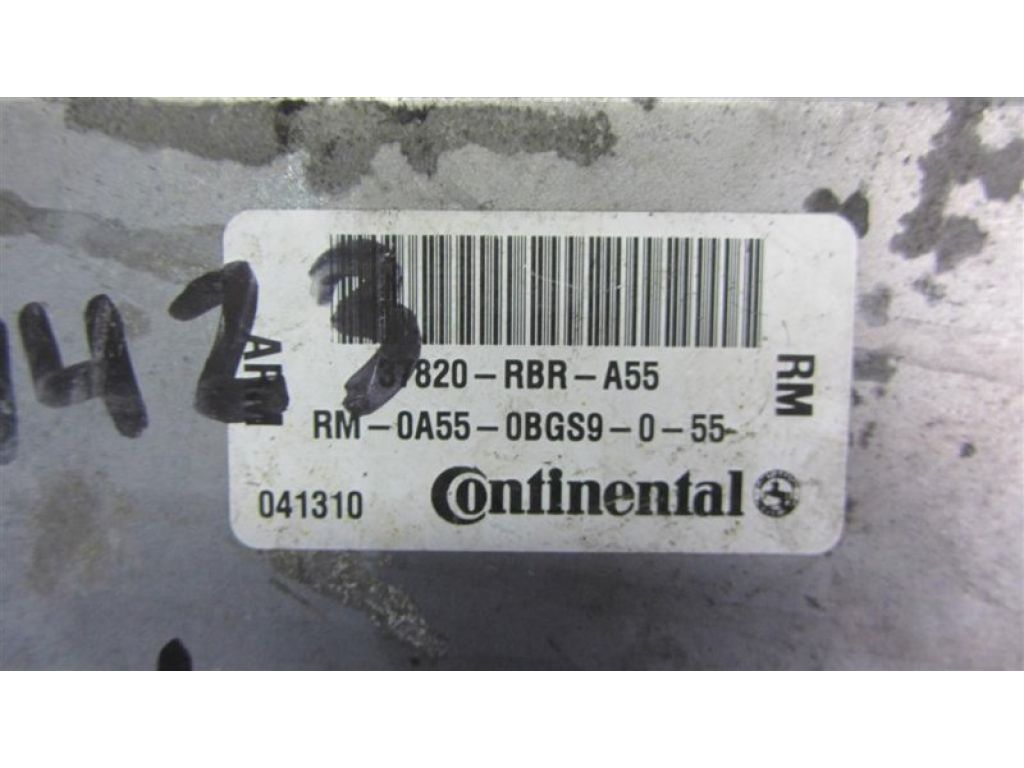 423
37820-RBR-A55
RM-0A55-0BGS9-0-55
RM
041310
Continental